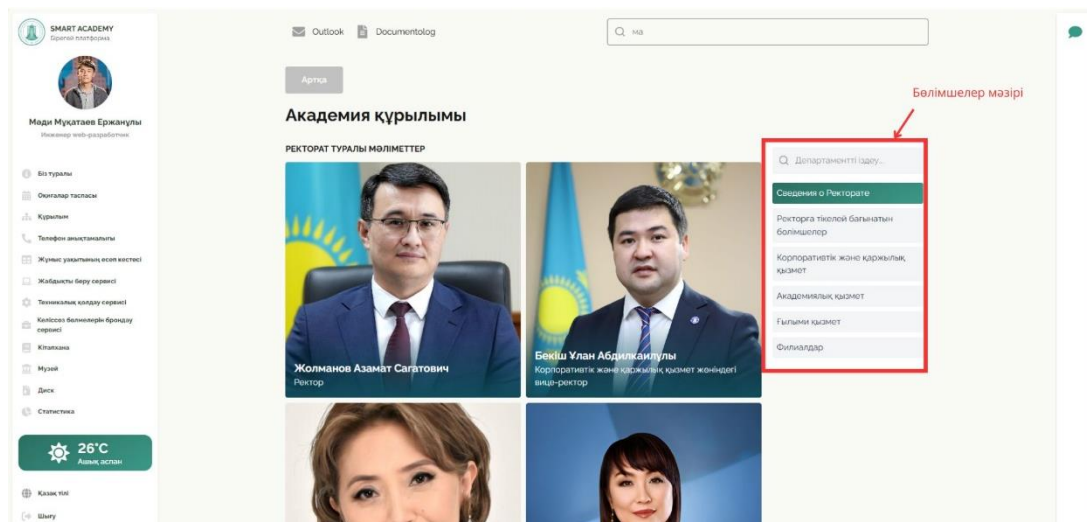 SMART ACADEMY
Бірегей платформа
Мади Мұқатаев Ержанұлы
Инженер web-разработчик
Біз туралы
Оқиғалар таспасы
Құрылым
Телефон анықтамалығы
Жұмыс уақытының есеп кестесі
Жабдықты беру сервисі
Техникалық қолдау сервисі
Келіссөз бөлмелерін брондау
сервисі
Кітапхана
Музей
Диск
Статистика
26°C
Ашық аспан
Қазақ тілі
Шығу
Outlook
Documentolog
ма
Артқа
Академия құрылымы
РЕКТОРАТ ТУРАЛЫ МӘЛІМЕТТЕР
Жолманов Азамат Сагатович
Ректор
Бекіш Ұлан Абдилкаилұлы
Корпоративтік және қаржылық қызмет жөніндегі
вице-ректор
Бөлімшелер мәзірі
Департаментті іздеу...
Сведения о Ректорате
Ректорға тікелей бағынатын
бөлімшелер
Корпоративтік және қаржылық
қызмет
Академиялық қызмет
Ғылыми қызмет
Филиалдар